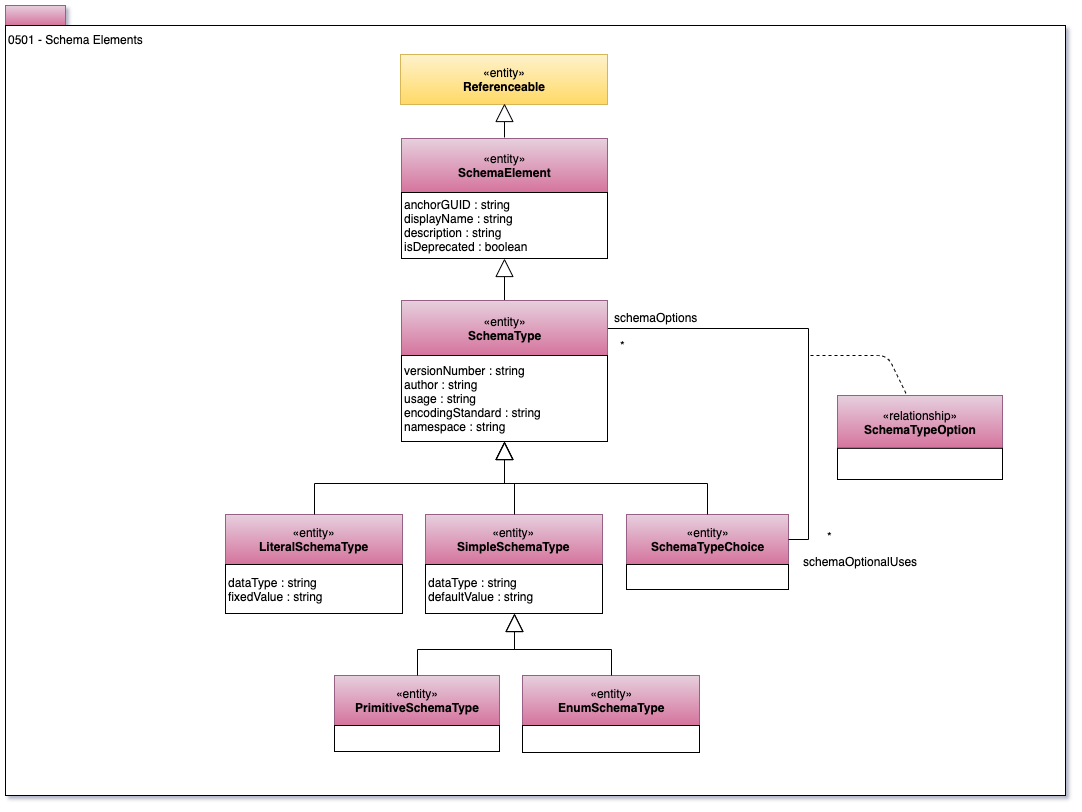 0501 - Schema Elements
«entity»
Referenceable
«entity»
SchemaElement
anchorGUID : string
displayName : string
description : string
isDeprecated : boolean
«entity»
SchemaType
schemaOptions
*
versionNumber : string
author : string
usage : string
encodingStandard : string
namespace : string
«relationship»
SchemaTypeOption
«entity»
LiteralSchemaType
dataType : string
fixedValue : string
«entity»
SimpleSchemaType
dataType : string
defaultValue : string
«entity»
SchemaTypeChoice
*
schemaOptionalUses
«entity»
PrimitiveSchemaType
«entity»
EnumSchemaType